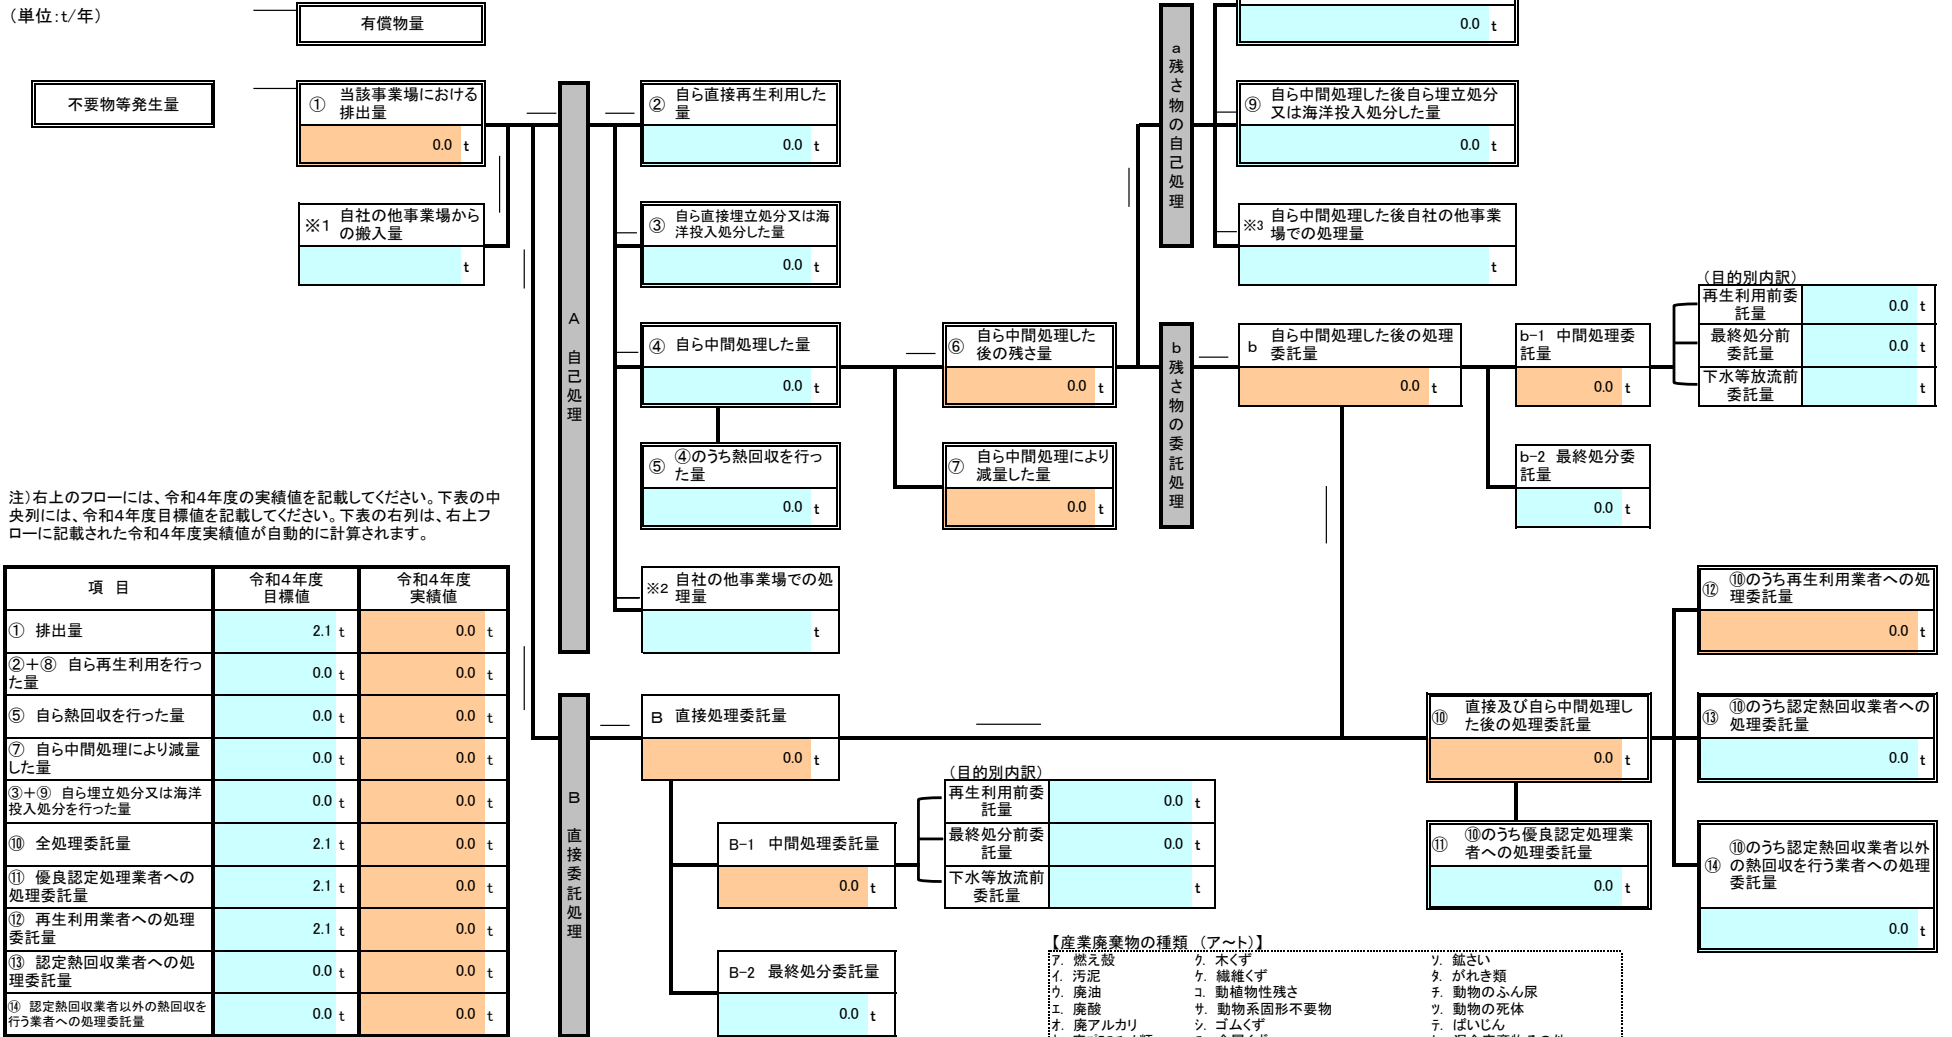 （単位:t/年）
有償物量
0.0 t
不要物等発生量
① 当該事業場における
排出量
0.0 t
※1 自社の他事業場から
の搬入量
t
A 自己処理
② 自ら直接再生利用した
量
0.0 t
③ 自ら直接埋立処分又は海
洋投入処分した量
0.0 t
④ 自ら中間処理した量
0.0 t
⑤ ④のうち熱回収を行っ
た量
0.0 t
※2 自社の他事業場での処
理量
t
⑥ 自ら中間処理した
後の残さ量
0.0 t
⑦ 自ら中間処理により
減量した量
0.0 t
a残さ物の自己処理
⑨ 自ら中間処理した後自ら埋立処分
又は海洋投入処分した量
0.0 t
※3 自ら中間処理した後自社の他事業
場での処理量
t
b残さ物の委託処理
b 自ら中間処理した後の処理
委託量
0.0 t
b-1 中間処理委
託量
0.0 t
b-2 最終処分委
託量
0.0 t
（目的別内訳）
再生利用前委
託量
0.0 t
最終処分前
委託量
0.0 t
下水等放流前
委託量
t
注）右上のフローには、令和4年度の実績値を記載してください。下表の中
央列には、令和4年度目標値を記載してください。下表の右列は、右上フ
ローに記載された令和4年度実績値が自動的に計算されます。
項 目
令和4年度
目標値
令和4年度
実績値
① 排出量 2.1 t 0.0 t
②+⑧ 自ら再生利用を行っ
た量 0.0 t 0.0 t
⑤ 自ら熱回収を行った量 0.0 t 0.0 t
⑦ 自ら中間処理により減量
した量 0.0 t 0.0 t
③+⑨ 自ら埋立処分又は海洋
投入処分を行った量 0.0 t 0.0 t
⑩ 全処理委託量 2.1 t 0.0 t
⑪ 優良認定処理業者への
処理委託量 2.1 t 0.0 t
⑫ 再生利用業者への処理
委託量 2.1 t 0.0 t
⑬ 認定熱回収業者への処
理委託量 0.0 t 0.0 t
⑭ 認定熱回収業者以外の熱回収を
行う業者への処理委託量 0.0 t 0.0 t
B 直接委託処理
B 直接処理委託量
0.0 t
B-1 中間処理委託量
0.0 t
B-2 最終処分委託量
0.0 t
（目的別内訳）
再生利用前委
託量
0.0 t
最終処分前委
託量
0.0 t
下水等放流前
委託量
t
⑩ 直接及び自ら中間処理し
た後の処理委託量
0.0 t
⑪ ⑩のうち優良認定処理業
者への処理委託量
0.0 t
⑫ ⑩のうち再生利用業者への処
理委託量
0.0 t
⑬ ⑩のうち認定熱回収業者への
処理委託量
0.0 t
⑭ ⑩のうち認定熱回収業者以外
の熱回収を行う業者への処理
委託量
0.0 t
【産業廃棄物の種類 （ア～ト）】
ア. 燃え殻 ク. 木くず ソ. 鉱さい
イ. 汚泥 ケ. 繊維くず タ. がれき類
ウ. 廃油 コ. 動植物性残さ チ. 動物のふん尿
エ. 廃酸 サ. 動物系固形不要物 ツ. 動物の死体
オ. 廃アルカリ シ. ゴムくず テ. ばいじん